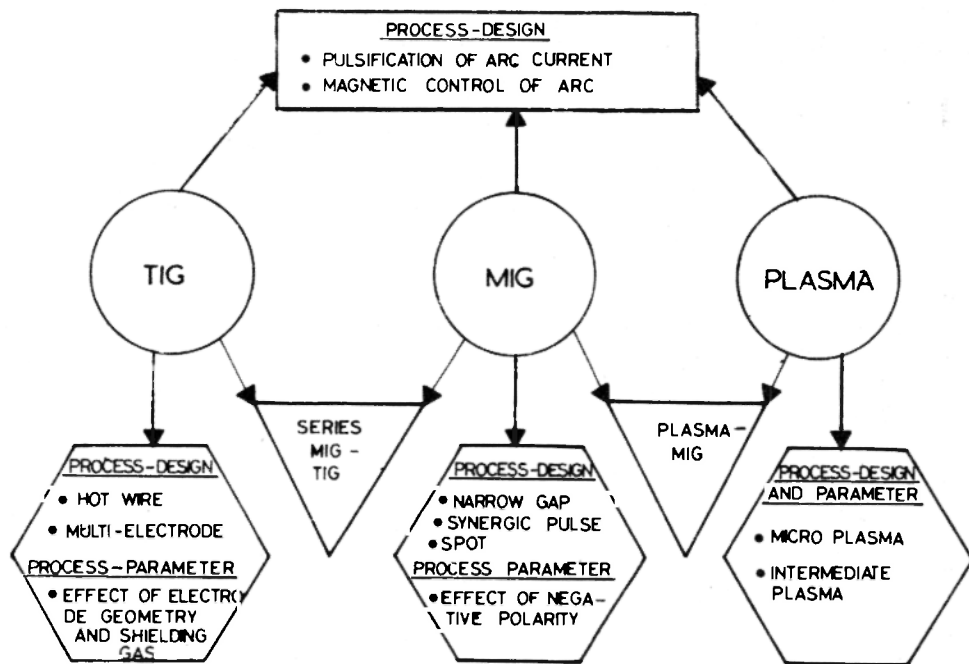 PROCESS-DESIGN
• PULSIFICATION OF ARC CURRENT
• MAGNETIC CONTROL OF ARC
TIG
MIG
PLASMA
SERIES
MIG -
TIG
PLASMA-
MIG
PROCESS-DESIGN
• HOT WIRE
• MULTI-ELECTRODE
PROCESS-PARAMETER
• EFFECT OF ELECTRO
DE GEOMETRY
AND SHIELDING
GAS
PROCESS-DESIGN
• NARROW GAP
• SYNERGIC PULSE
• SPOT
PROCESS PARAMETER
• EFFECT OF NEGA-
TIVE POLARITY
PROCESS-DESIGN
AND PARAMETER
• MICRO PLASMA
• INTERMEDIATE
PLASMA